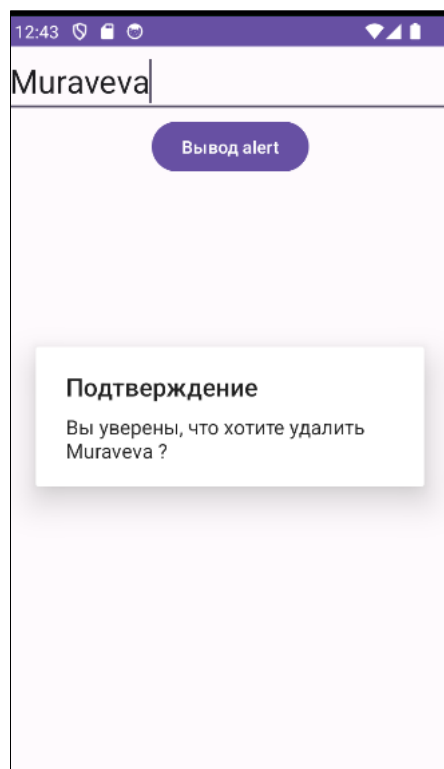 12:43
Muraveva
Вывод alert
Подтверждение
Вы уверены, что хотите удалить
Muraveva ?